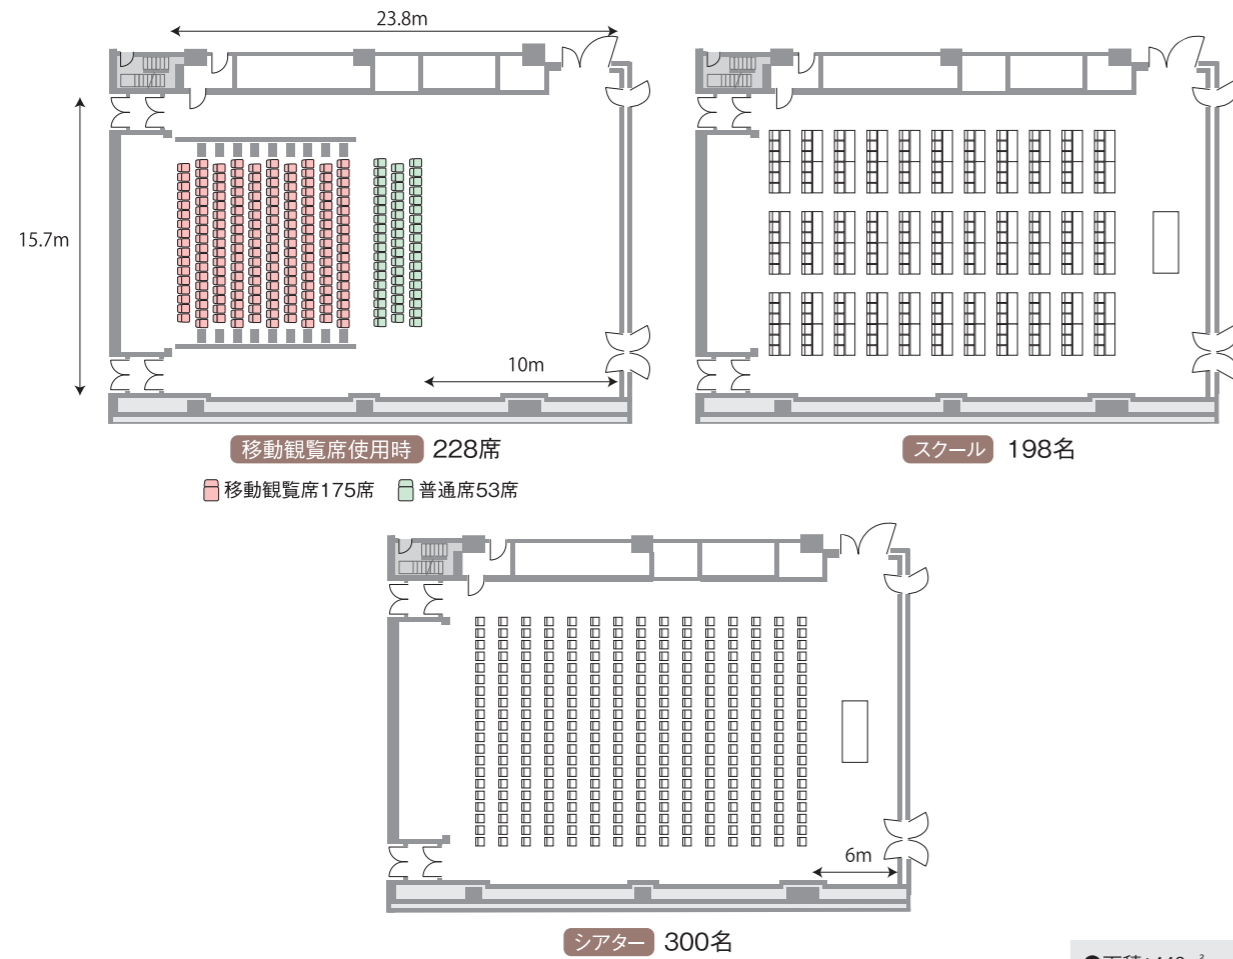 23.8m
15.7m
10m
移動観覧席使用時 228席
移動観覧席175席 普通席53席
スクール 198名
6m
シアター 300名